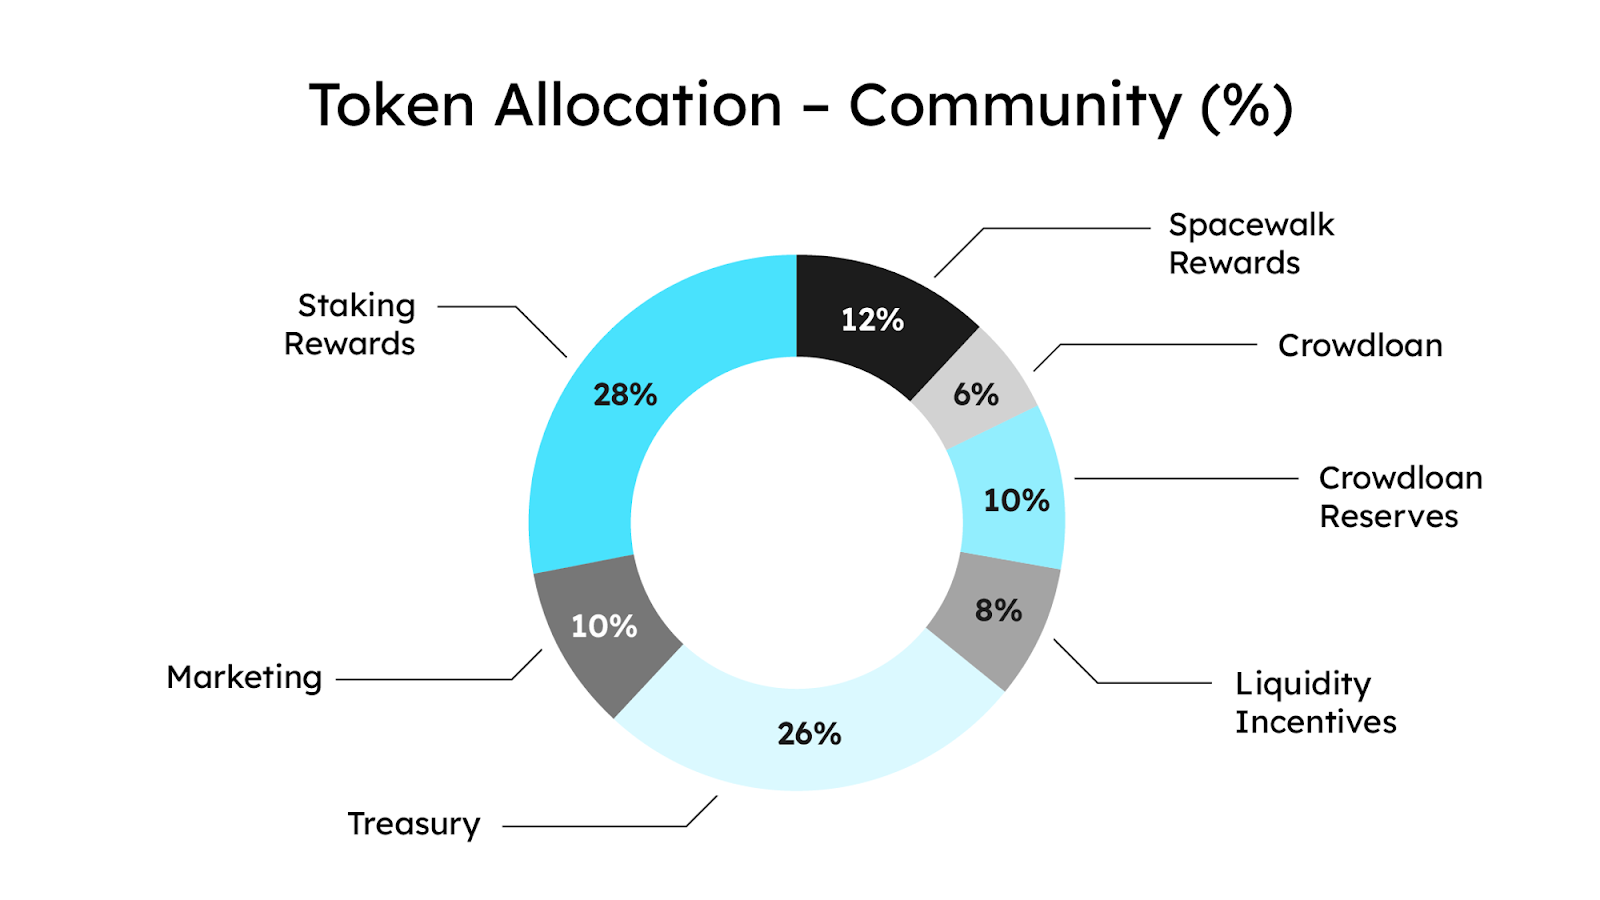 Token Allocation – Community (%)
Spacewalk
Rewards
12%
Crowdloan
6%
Crowdloan
Reserves
10%
Liquidity
Incentives
8%
Treasury
26%
Marketing
10%
Staking
Rewards
28%